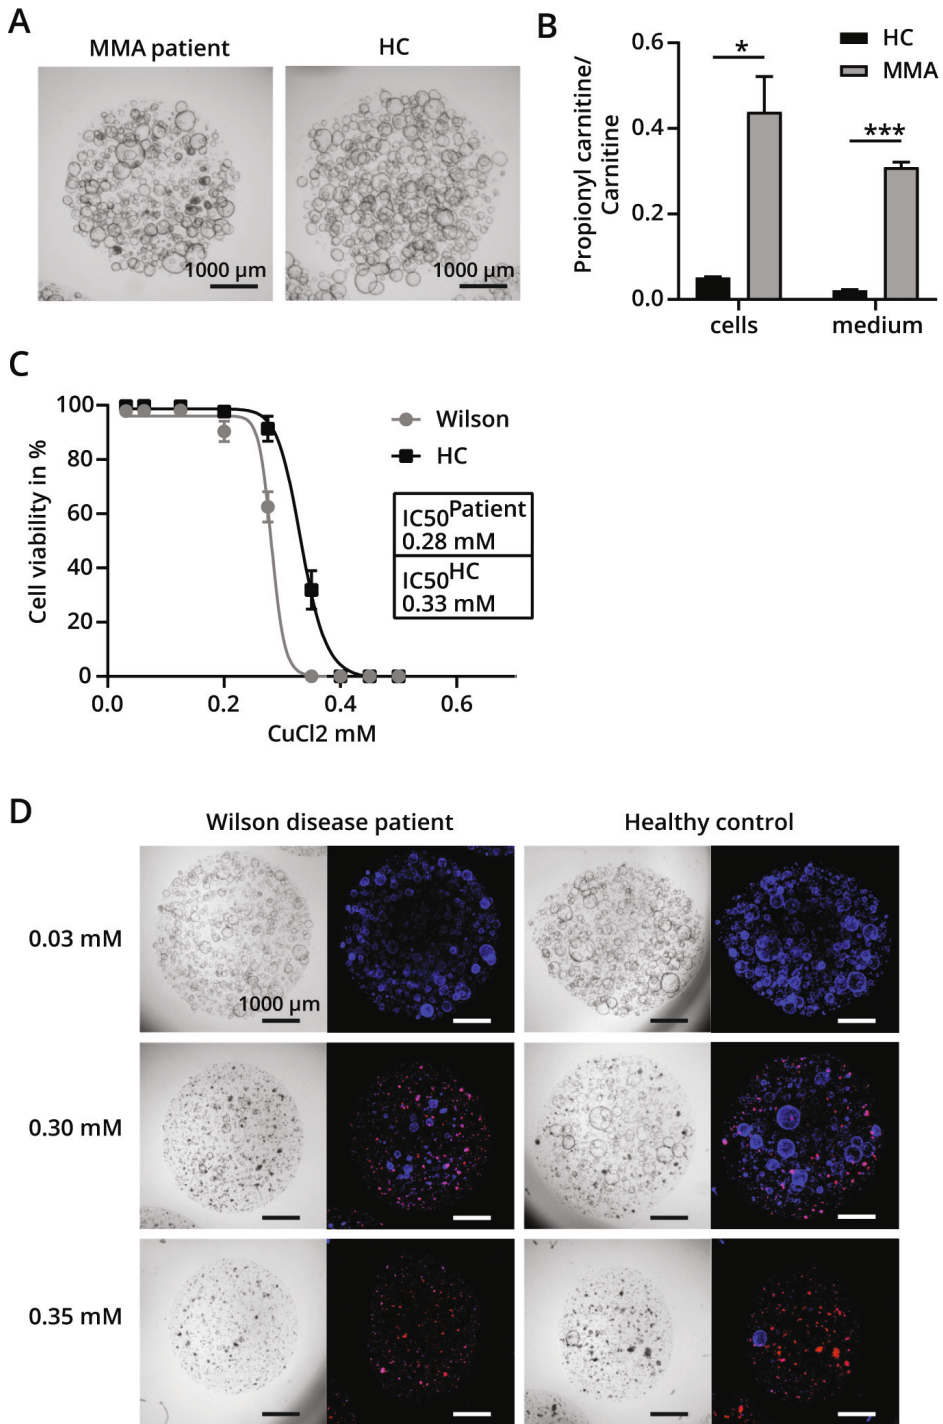 A
MMA patient
HC
1000 µm
1000 µm
B
Propionyl carnitine/
Carnitine
0.6
0.4
0.2
0.0
*
***
HC
MMA
cells
medium
C
Cell viability in %
100
80
60
40
20
0
0.0
0.2
0.4
0.6
CuCl2 mM
Wilson
HC
IC50Patient
0.28 mM
IC50HC
0.33 mM
D
Wilson disease patient
Healthy control
0.03 mM
1000 µm
0.30 mM
0.35 mM